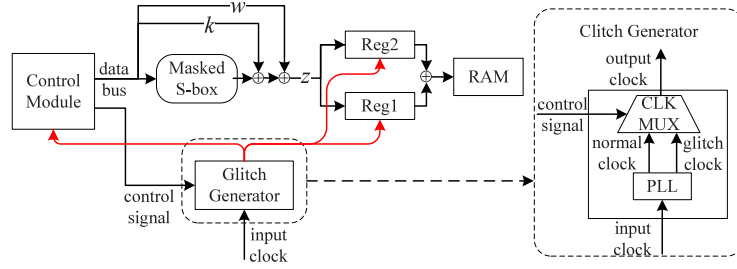 w
k
Control
Module
data
bus
Masked
S-box
z
Reg2
Reg1
RAM
Glitch
Generator
control
signal
input
clock
Clitch Generator
output
clock
control
signal
CLK
MUX
normal
clock
glitch
clock
PLL
input
clock